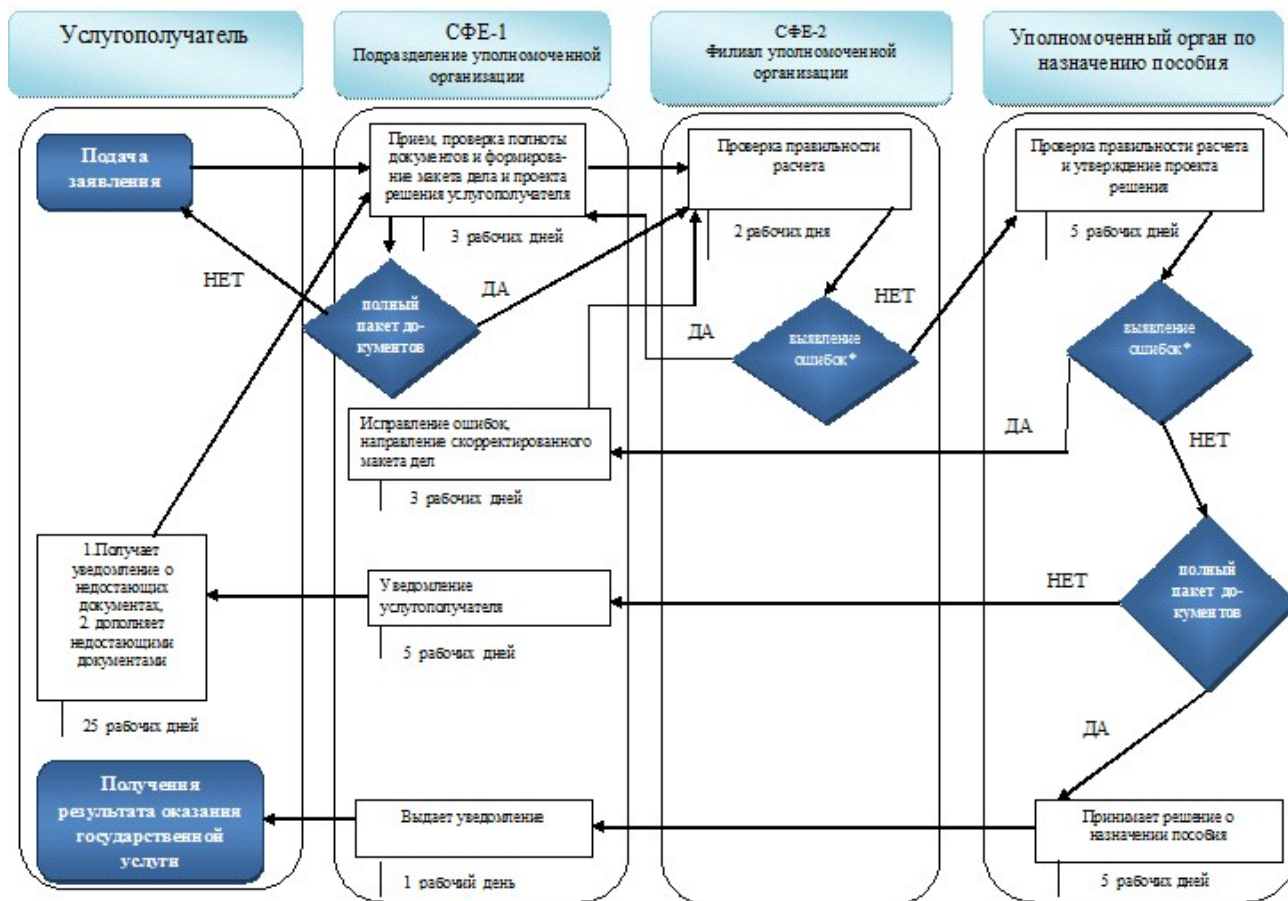 Услугополучатель
СФЕ-1
Подразделение уполномоченной
организации
СФЕ-2
Филиал уполномоченной
организации
Уполномоченный орган по
назначению пособия
Подача
заявления
Прием, проверка полноты
документов и формирова-
ние макета дела и проекта
решения услугополучателя
3 рабочих дней
Проверка правильности
расчета
2 рабочих дня
Проверка правильности расчета
и утверждение проекта
решения
5 рабочих дней
НЕТ
полный
пакет до-
кументов
ДА
ДА
выявление
ошибок*
НЕТ
выявление
ошибок*
Исправление ошибок,
направление скорректированного
макета дел
3 рабочих дней
ДА
НЕТ
1.Получает
уведомление о
недостающих
документах,
2. дополняет
недостающими
документами
25 рабочих дней
Уведомление
услугополучателя
5 рабочих дней
НЕТ
полный
пакет до-
кументов
ДА
Получения
результата оказания
государственной
услуги
Выдает уведомление
1 рабочий день
Принимает решение о
назначении пособия
5 рабочих дней